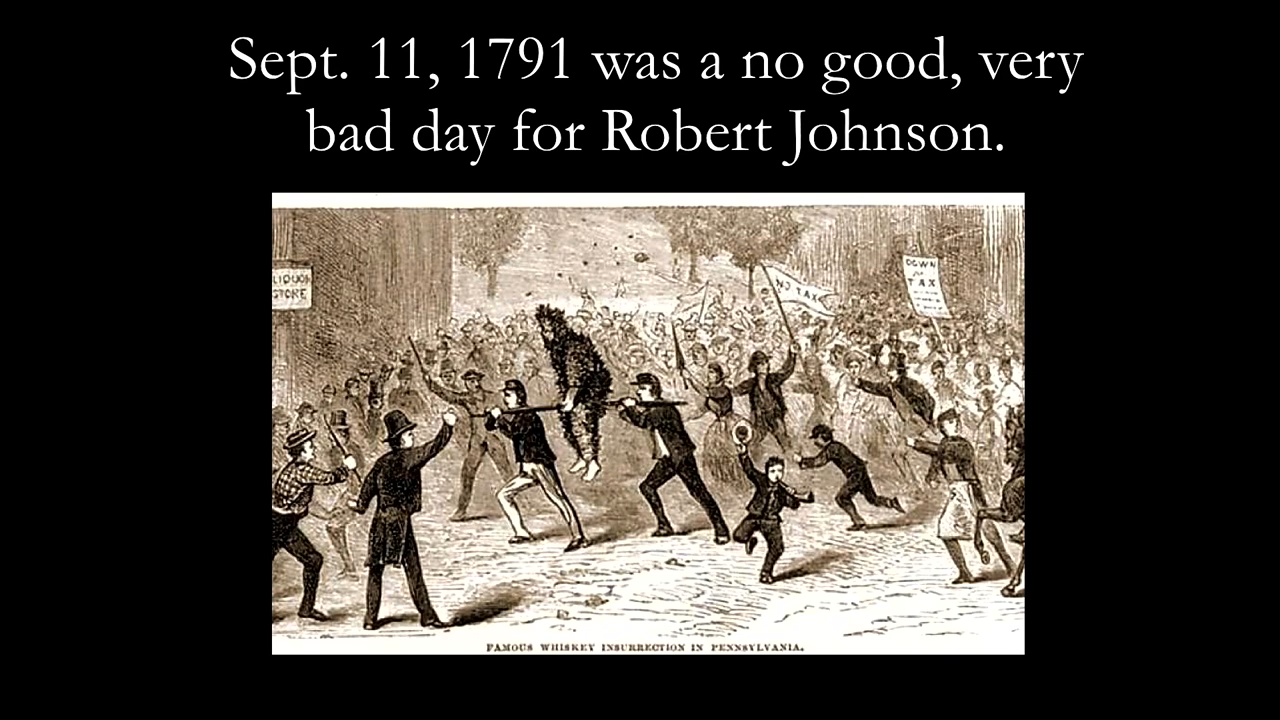 Sept. 11, 1791 was a no good, very
bad day for Robert Johnson.
LIQUOR
STORE
NO TAX
DOWN
TAX
FAMOUS WHISKEY INSURRECTION IN PENNSYLVANIA.